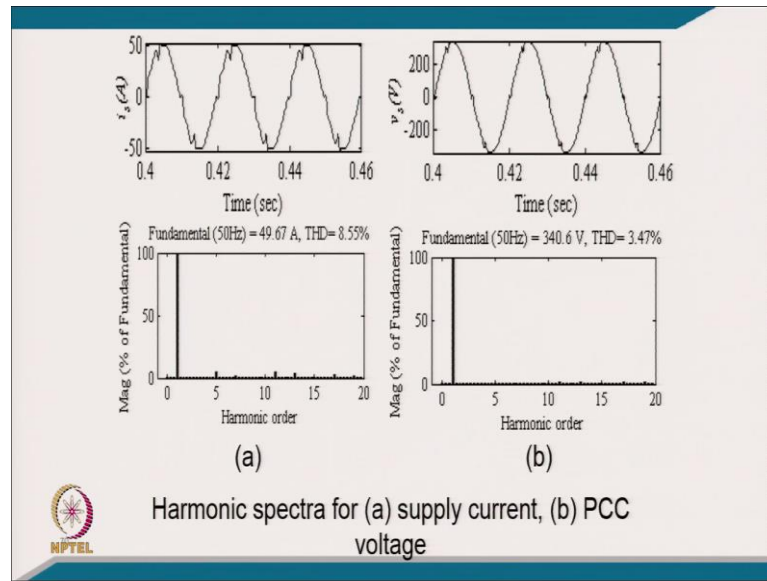 50
0
-50
i_s(A)
0.4 0.42 0.44 0.46
Time (sec)
200
0
-200
v_s(V)
0.4 0.42 0.44 0.46
Time (sec)
Fundamental (50Hz) = 49.67 A, THD= 8.55%
Mag (% of Fundamental)
100
50
0
0 5 10 15 20
Harmonic order
Fundamental (50Hz) = 340.6 V, THD= 3.47%
Mag (% of Fundamental)
100
50
0
0 5 10 15 20
Harmonic order
(a) (b)
Harmonic spectra for (a) supply current, (b) PCC
voltage
NPTEL